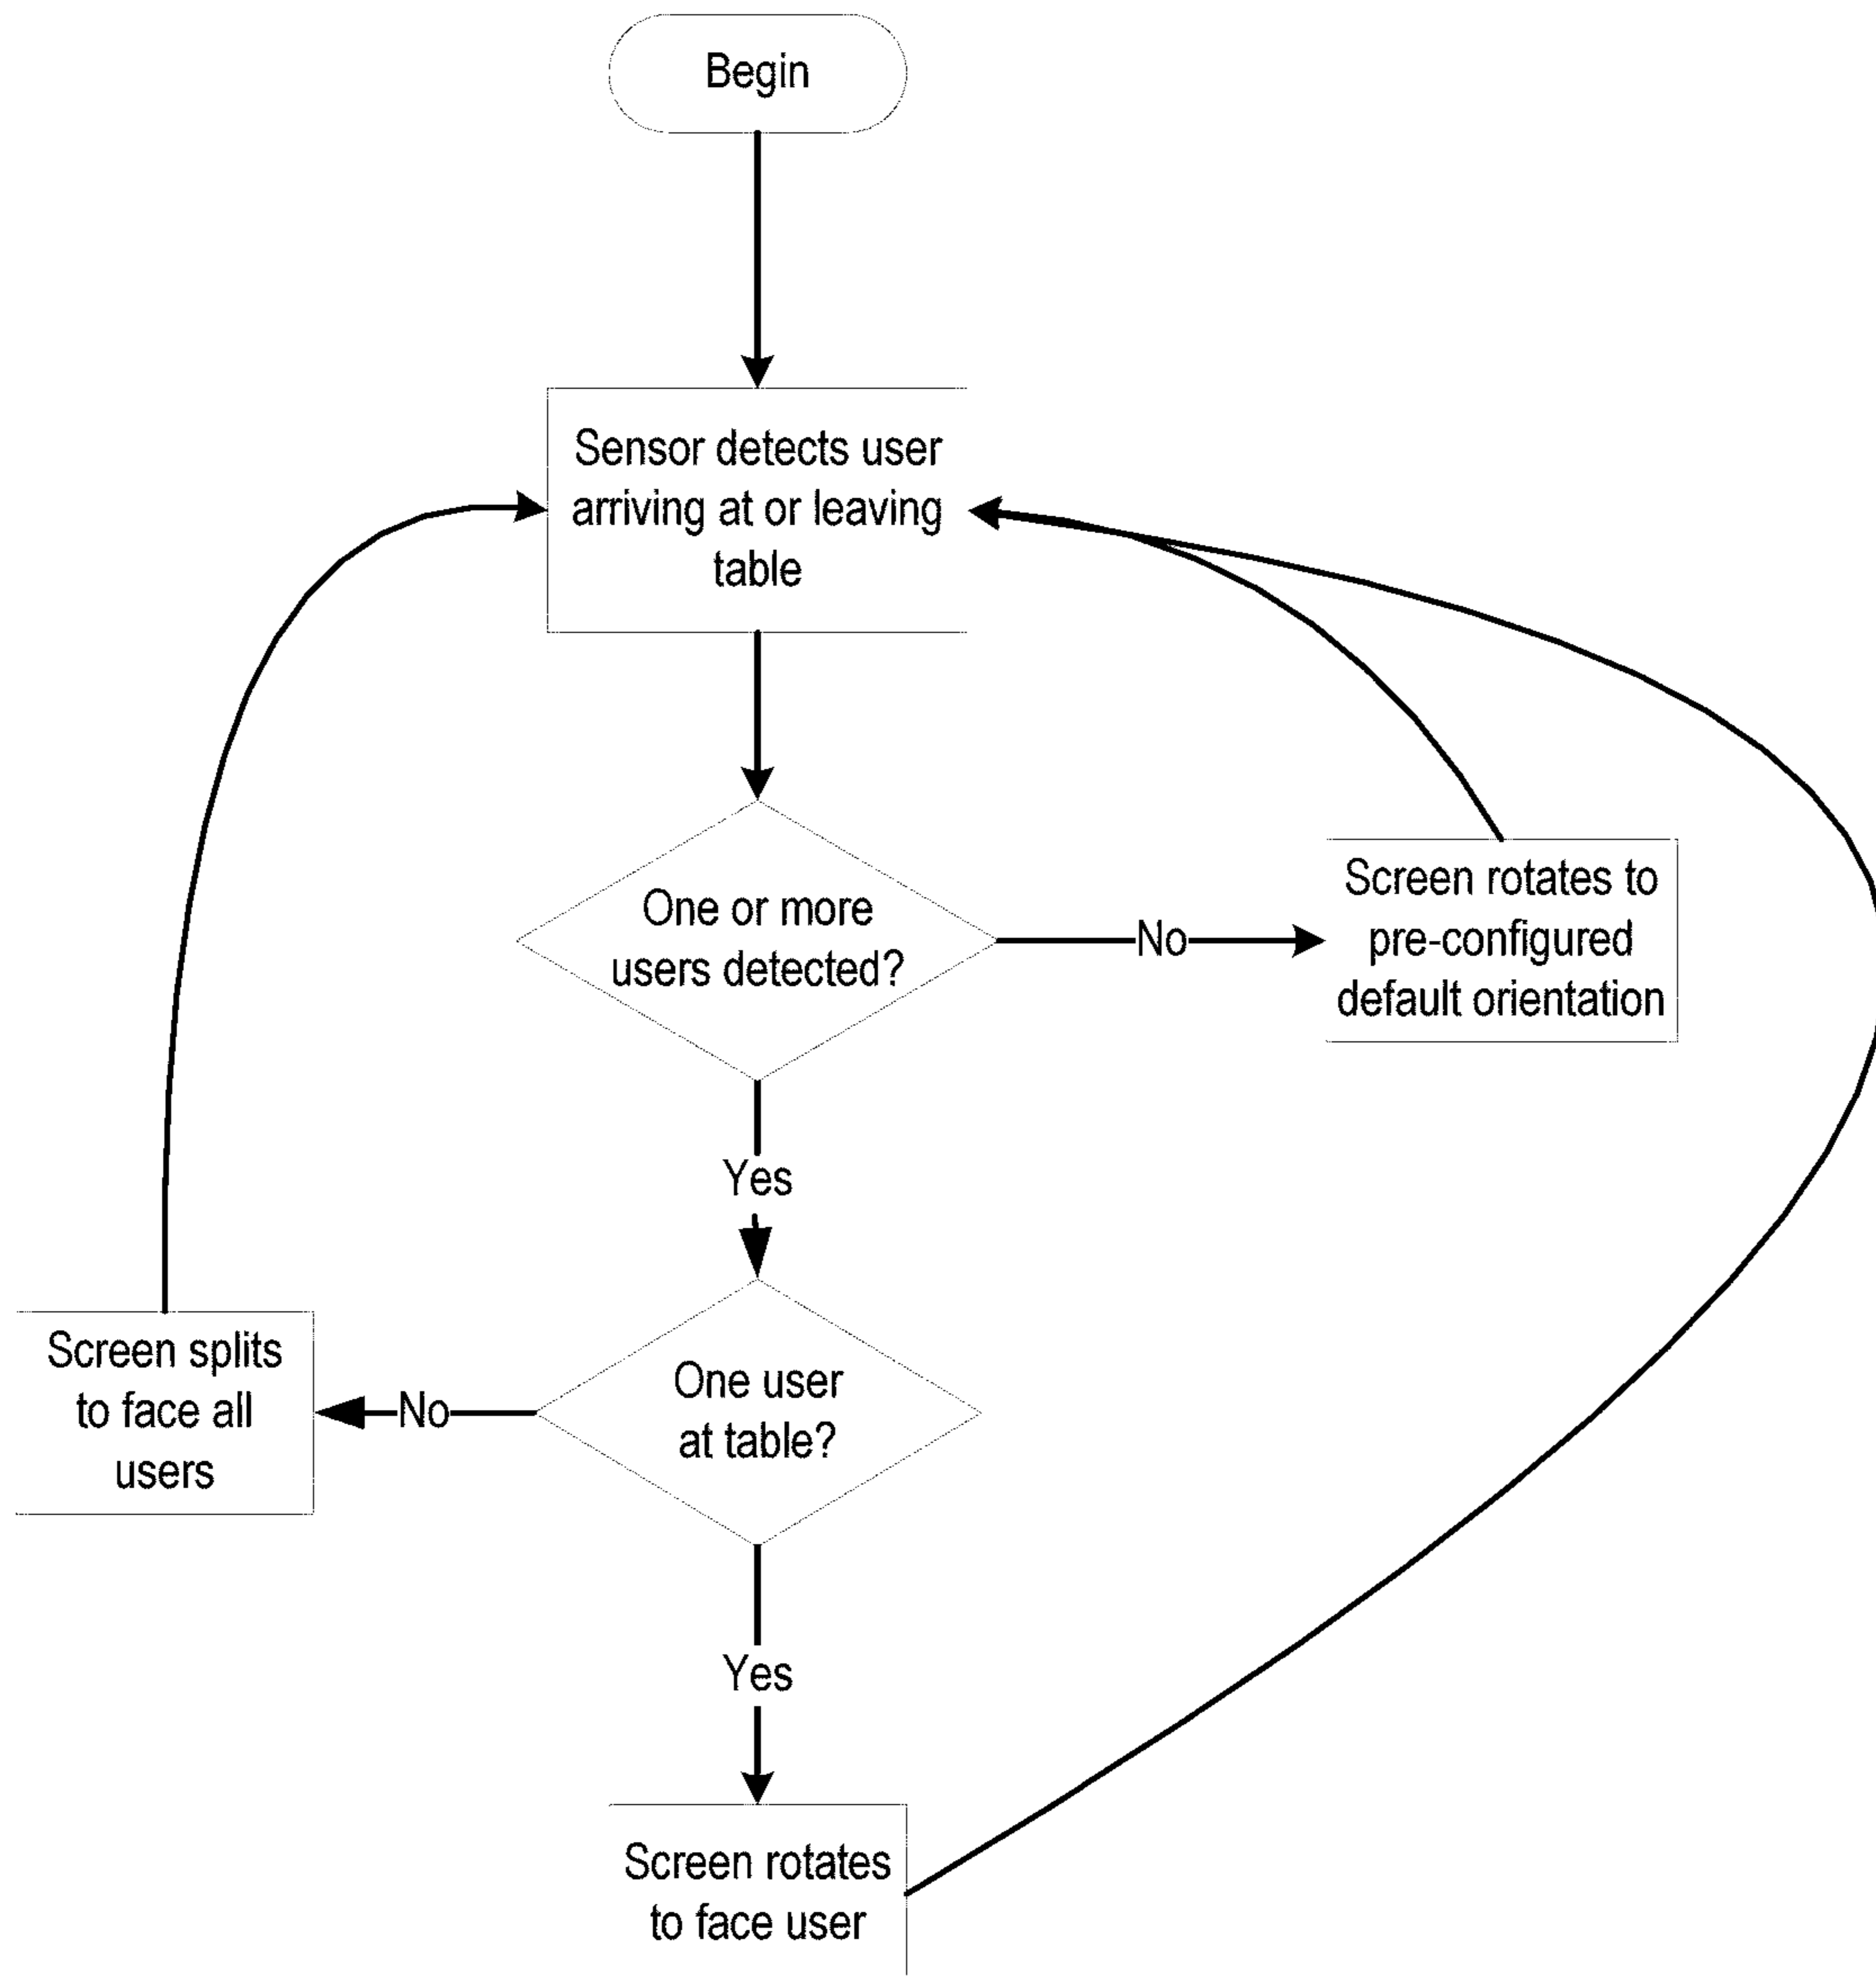 Begin
Sensor detects user
arriving at or leaving
table
One or more
users detected?
No
Screen rotates to
pre-configured
default orientation
Yes
One user
at table?
No
Screen splits
to face all
users
Yes
Screen rotates
to face user